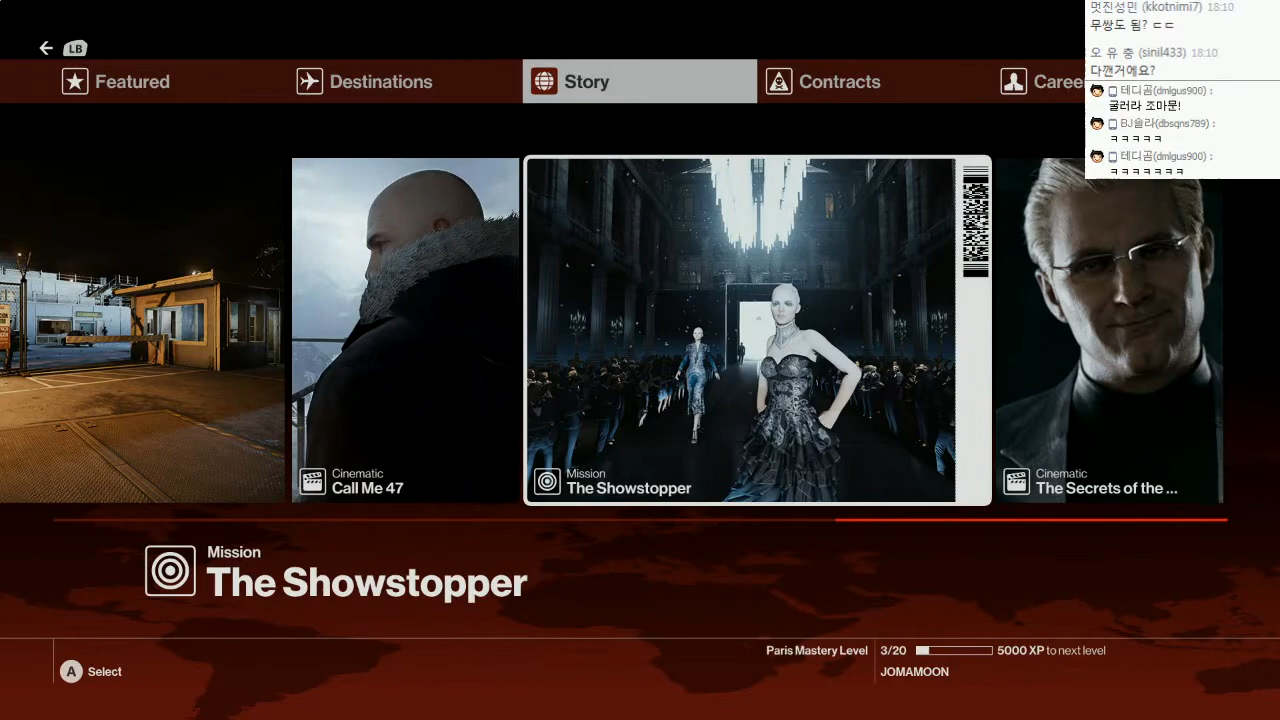 멋진성민 (kkotnimi7) 18:10
무쌍도 됨? ㄷㄷ
오 유 충 (sinil433) 18:10
다깬거에요?
테디곰(dmlgus900) :
굴러라 조마문!
BJ솔라(dbsqns789) :
ㅋㅋㅋㅋㅋ
테디곰(dmlgus900) :
ㅋㅋㅋㅋㅋㅋㅋ
LB
Featured
Destinations
Story
Contracts
Caree
Cinematic
Call Me 47
Mission
The Showstopper
Cinematic
The Secrets of the ...
Mission
The Showstopper
Paris Mastery Level 3/20 5000 XP to next level
A Select
JOMAMOON